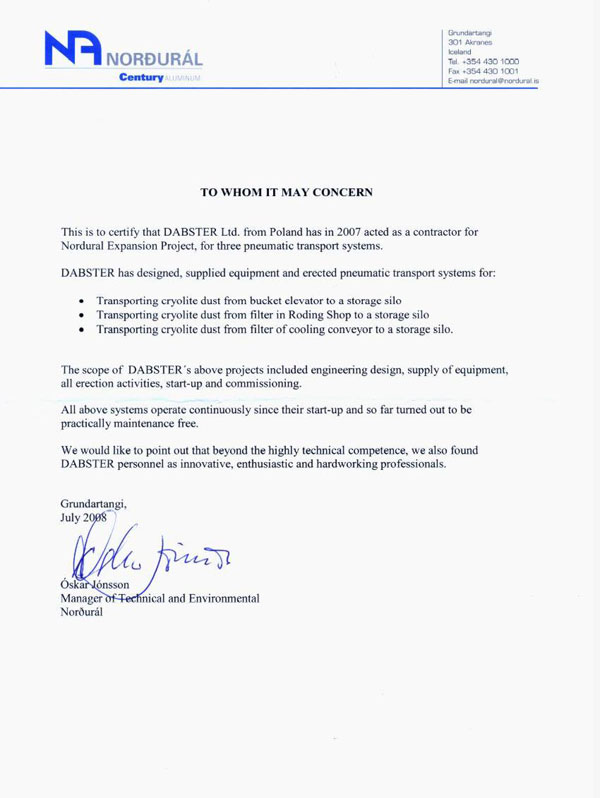 NA NORÐURÁL
Century ALUMINUM
Grundartangi
301 Akranes
Iceland
Tel. +354 430 1000
Fax +354 430 1001
E-mail nordural@nordural.is
TO WHOM IT MAY CONCERN
This is to certify that DABSTER Ltd. from Poland has in 2007 acted as a contractor for
Nordural Expansion Project, for three pneumatic transport systems.
DABSTER has designed, supplied equipment and erected pneumatic transport systems for:
• Transporting cryolite dust from bucket elevator to a storage silo
• Transporting cryolite dust from filter in Roding Shop to a storage silo
• Transporting cryolite dust from filter of cooling conveyor to a storage silo.
The scope of DABSTER´s above projects included engineering design, supply of equipment,
all erection activities, start-up and commissioning.
All above systems operate continuously since their start-up and so far turned out to be
practically maintenance free.
We would like to point out that beyond the highly technical competence, we also found
DABSTER personnel as innovative, enthusiastic and hardworking professionals.
Grundartangi,
July 2008
Óskar Jónsson
Manager of Technical and Environmental
Norðurál